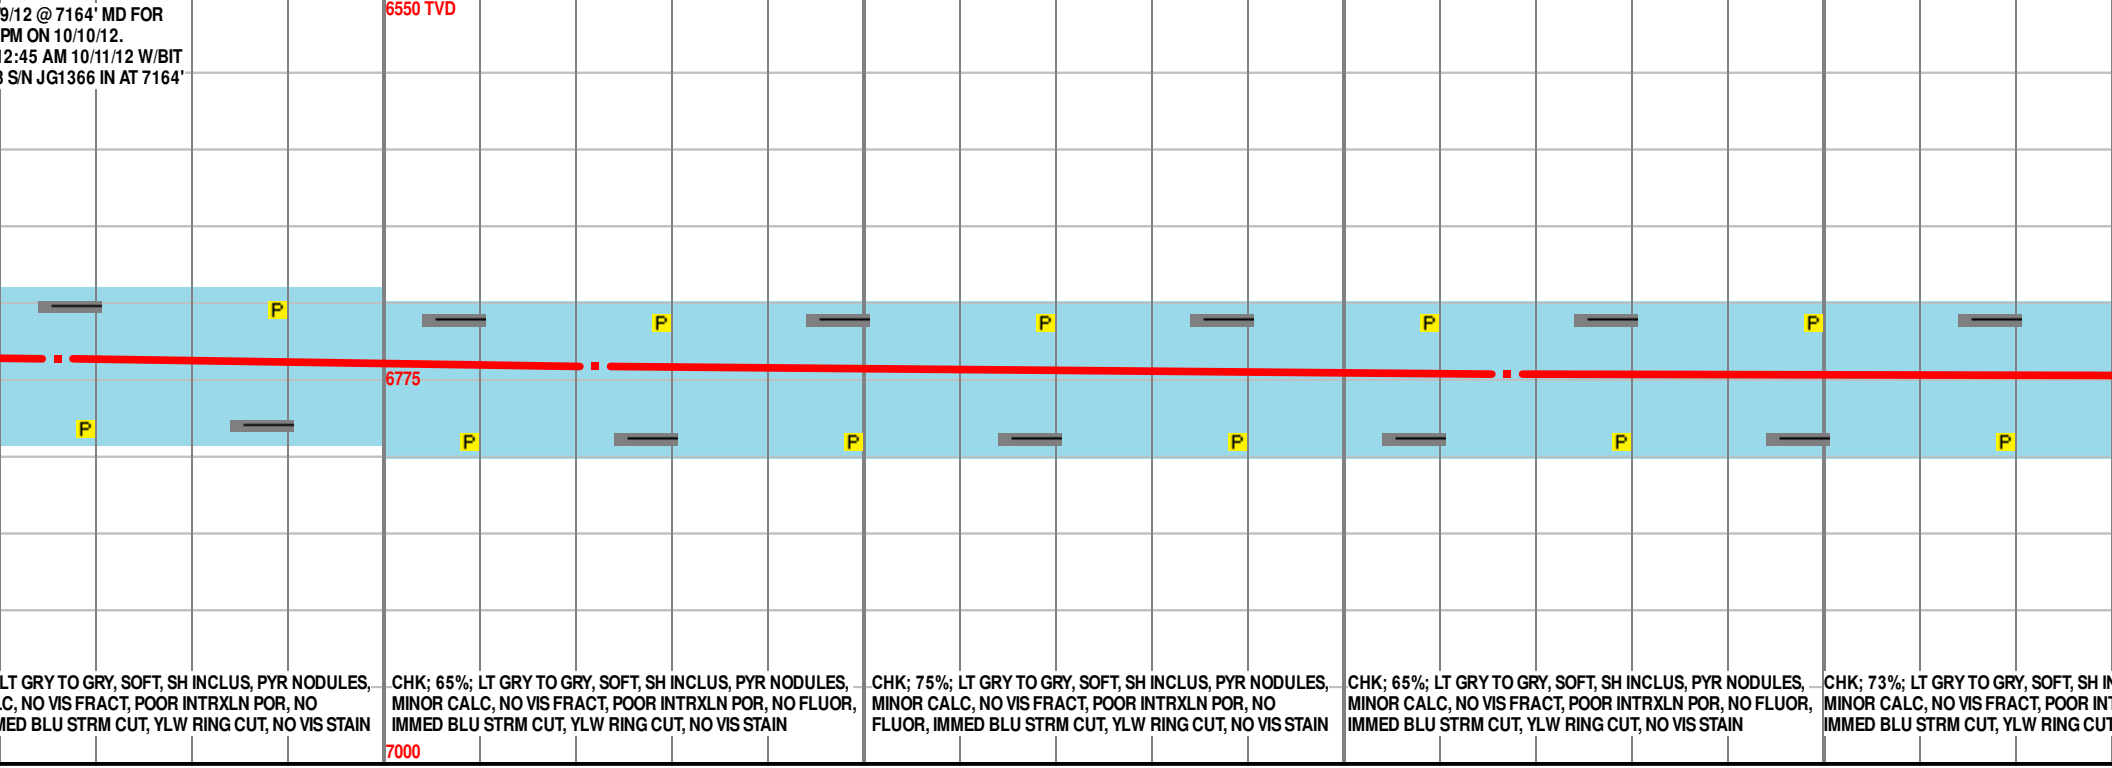 9/12 @ 7164' MD FOR
PM ON 10/10/12.
12:45 AM 10/11/12 W/BIT
S/N JG1366 IN AT 7164'
6550 TVD
P
P
P
P
P
6775
P
P
P
P
P
P
LT GRY TO GRY, SOFT, SH INCLUS, PYR NODULES,
C, NO VIS FRACT, POOR INTRXLN POR, NO
MED BLU STRM CUT, YLW RING CUT, NO VIS STAIN
CHK; 65%; LT GRY TO GRY, SOFT, SH INCLUS, PYR NODULES,
MINOR CALC, NO VIS FRACT, POOR INTRXLN POR, NO FLUOR,
IMMED BLU STRM CUT, YLW RING CUT, NO VIS STAIN
CHK; 75%; LT GRY TO GRY, SOFT, SH INCLUS, PYR NODULES,
MINOR CALC, NO VIS FRACT, POOR INTRXLN POR, NO
FLUOR, IMMED BLU STRM CUT, YLW RING CUT, NO VIS STAIN
CHK; 65%; LT GRY TO GRY, SOFT, SH INCLUS, PYR NODULES,
MINOR CALC, NO VIS FRACT, POOR INTRXLN POR, NO FLUOR,
IMMED BLU STRM CUT, YLW RING CUT, NO VIS STAIN
CHK; 73%; LT GRY TO GRY, SOFT, SH IN
MINOR CALC, NO VIS FRACT, POOR INT
IMMED BLU STRM CUT, YLW RING CUT
7000